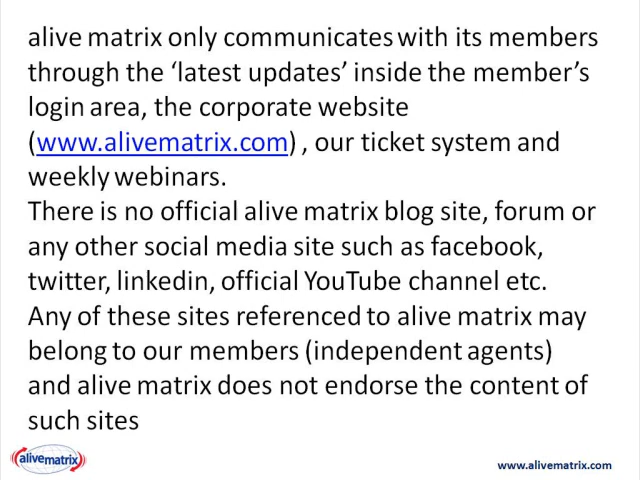 alive matrix only communicates with its members
through the ‘latest updates’ inside the member’s
login area, the corporate website
(www.alivematrix.com) , our ticket system and
weekly webinars.
There is no official alive matrix blog site, forum or
any other social media site such as facebook,
twitter, linkedin, official YouTube channel etc.
Any of these sites referenced to alive matrix may
belong to our members (independent agents)
and alive matrix does not endorse the content of
such sites
alivematrix
www.alivematrix.com